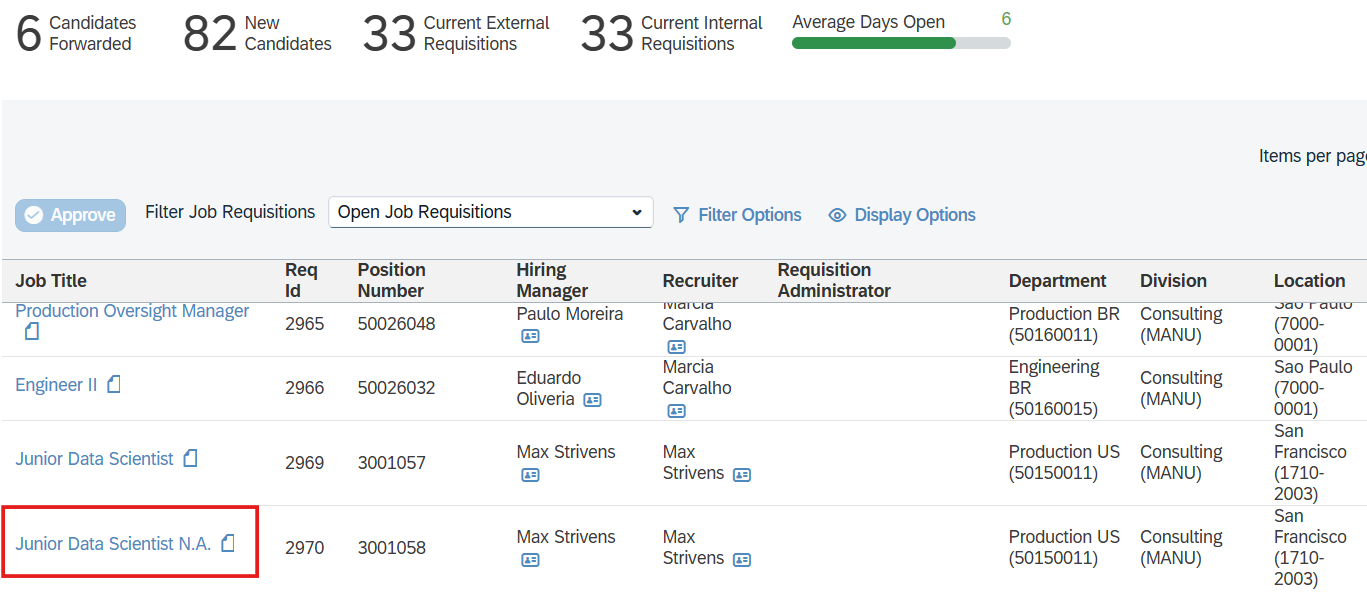 6 Candidates Forwarded
82 New Candidates
33 Current External Requisitions
33 Current Internal Requisitions
Average Days Open 6
Items per page
Approve
Filter Job Requisitions
Open Job Requisitions
Filter Options
Display Options
Job Title
Req Id
Position Number
Hiring Manager
Recruiter
Requisition Administrator
Department
Division
Location
Production Oversight Manager
2965
50026048
Paulo Moreira
Marcia Carvalho
Production BR (50160011)
Consulting (MANU)
Sao Paulo (7000-0001)
Engineer II
2966
50026032
Eduardo Oliveria
Marcia Carvalho
Engineering BR (50160015)
Consulting (MANU)
Sao Paulo (7000-0001)
Junior Data Scientist
2969
3001057
Max Strivens
Max Strivens
Production US (50150011)
Consulting (MANU)
San Francisco (1710-2003)
Junior Data Scientist N.A.
2970
3001058
Max Strivens
Max Strivens
Production US (50150011)
Consulting (MANU)
San Francisco (1710-2003)